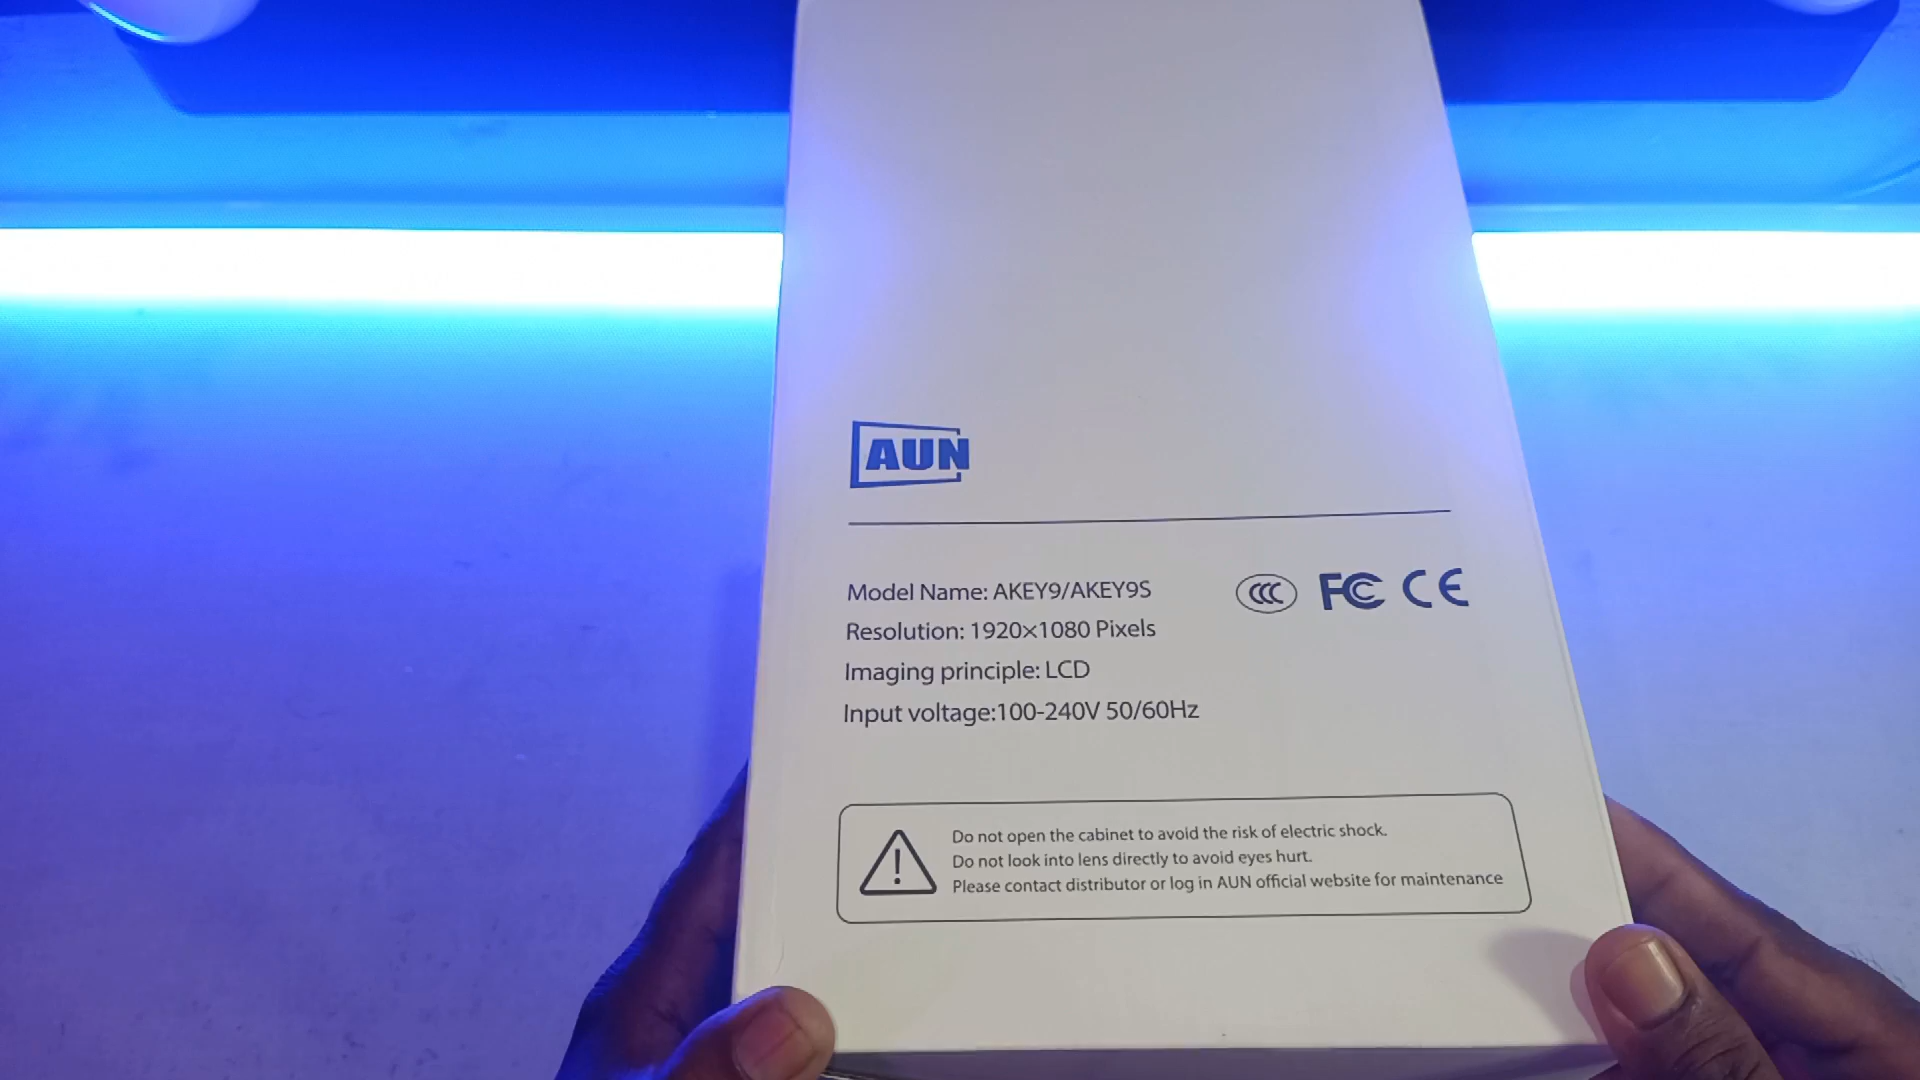 AUN
Model Name: AKEY9/AKEY9S
CCC FC CE
Resolution: 1920×1080 Pixels
Imaging principle: LCD
Input voltage:100-240V 50/60Hz
Do not open the cabinet to avoid the risk of electric shock.
Do not look into lens directly to avoid eyes hurt.
Please contact distributor or log in AUN official website for maintenance